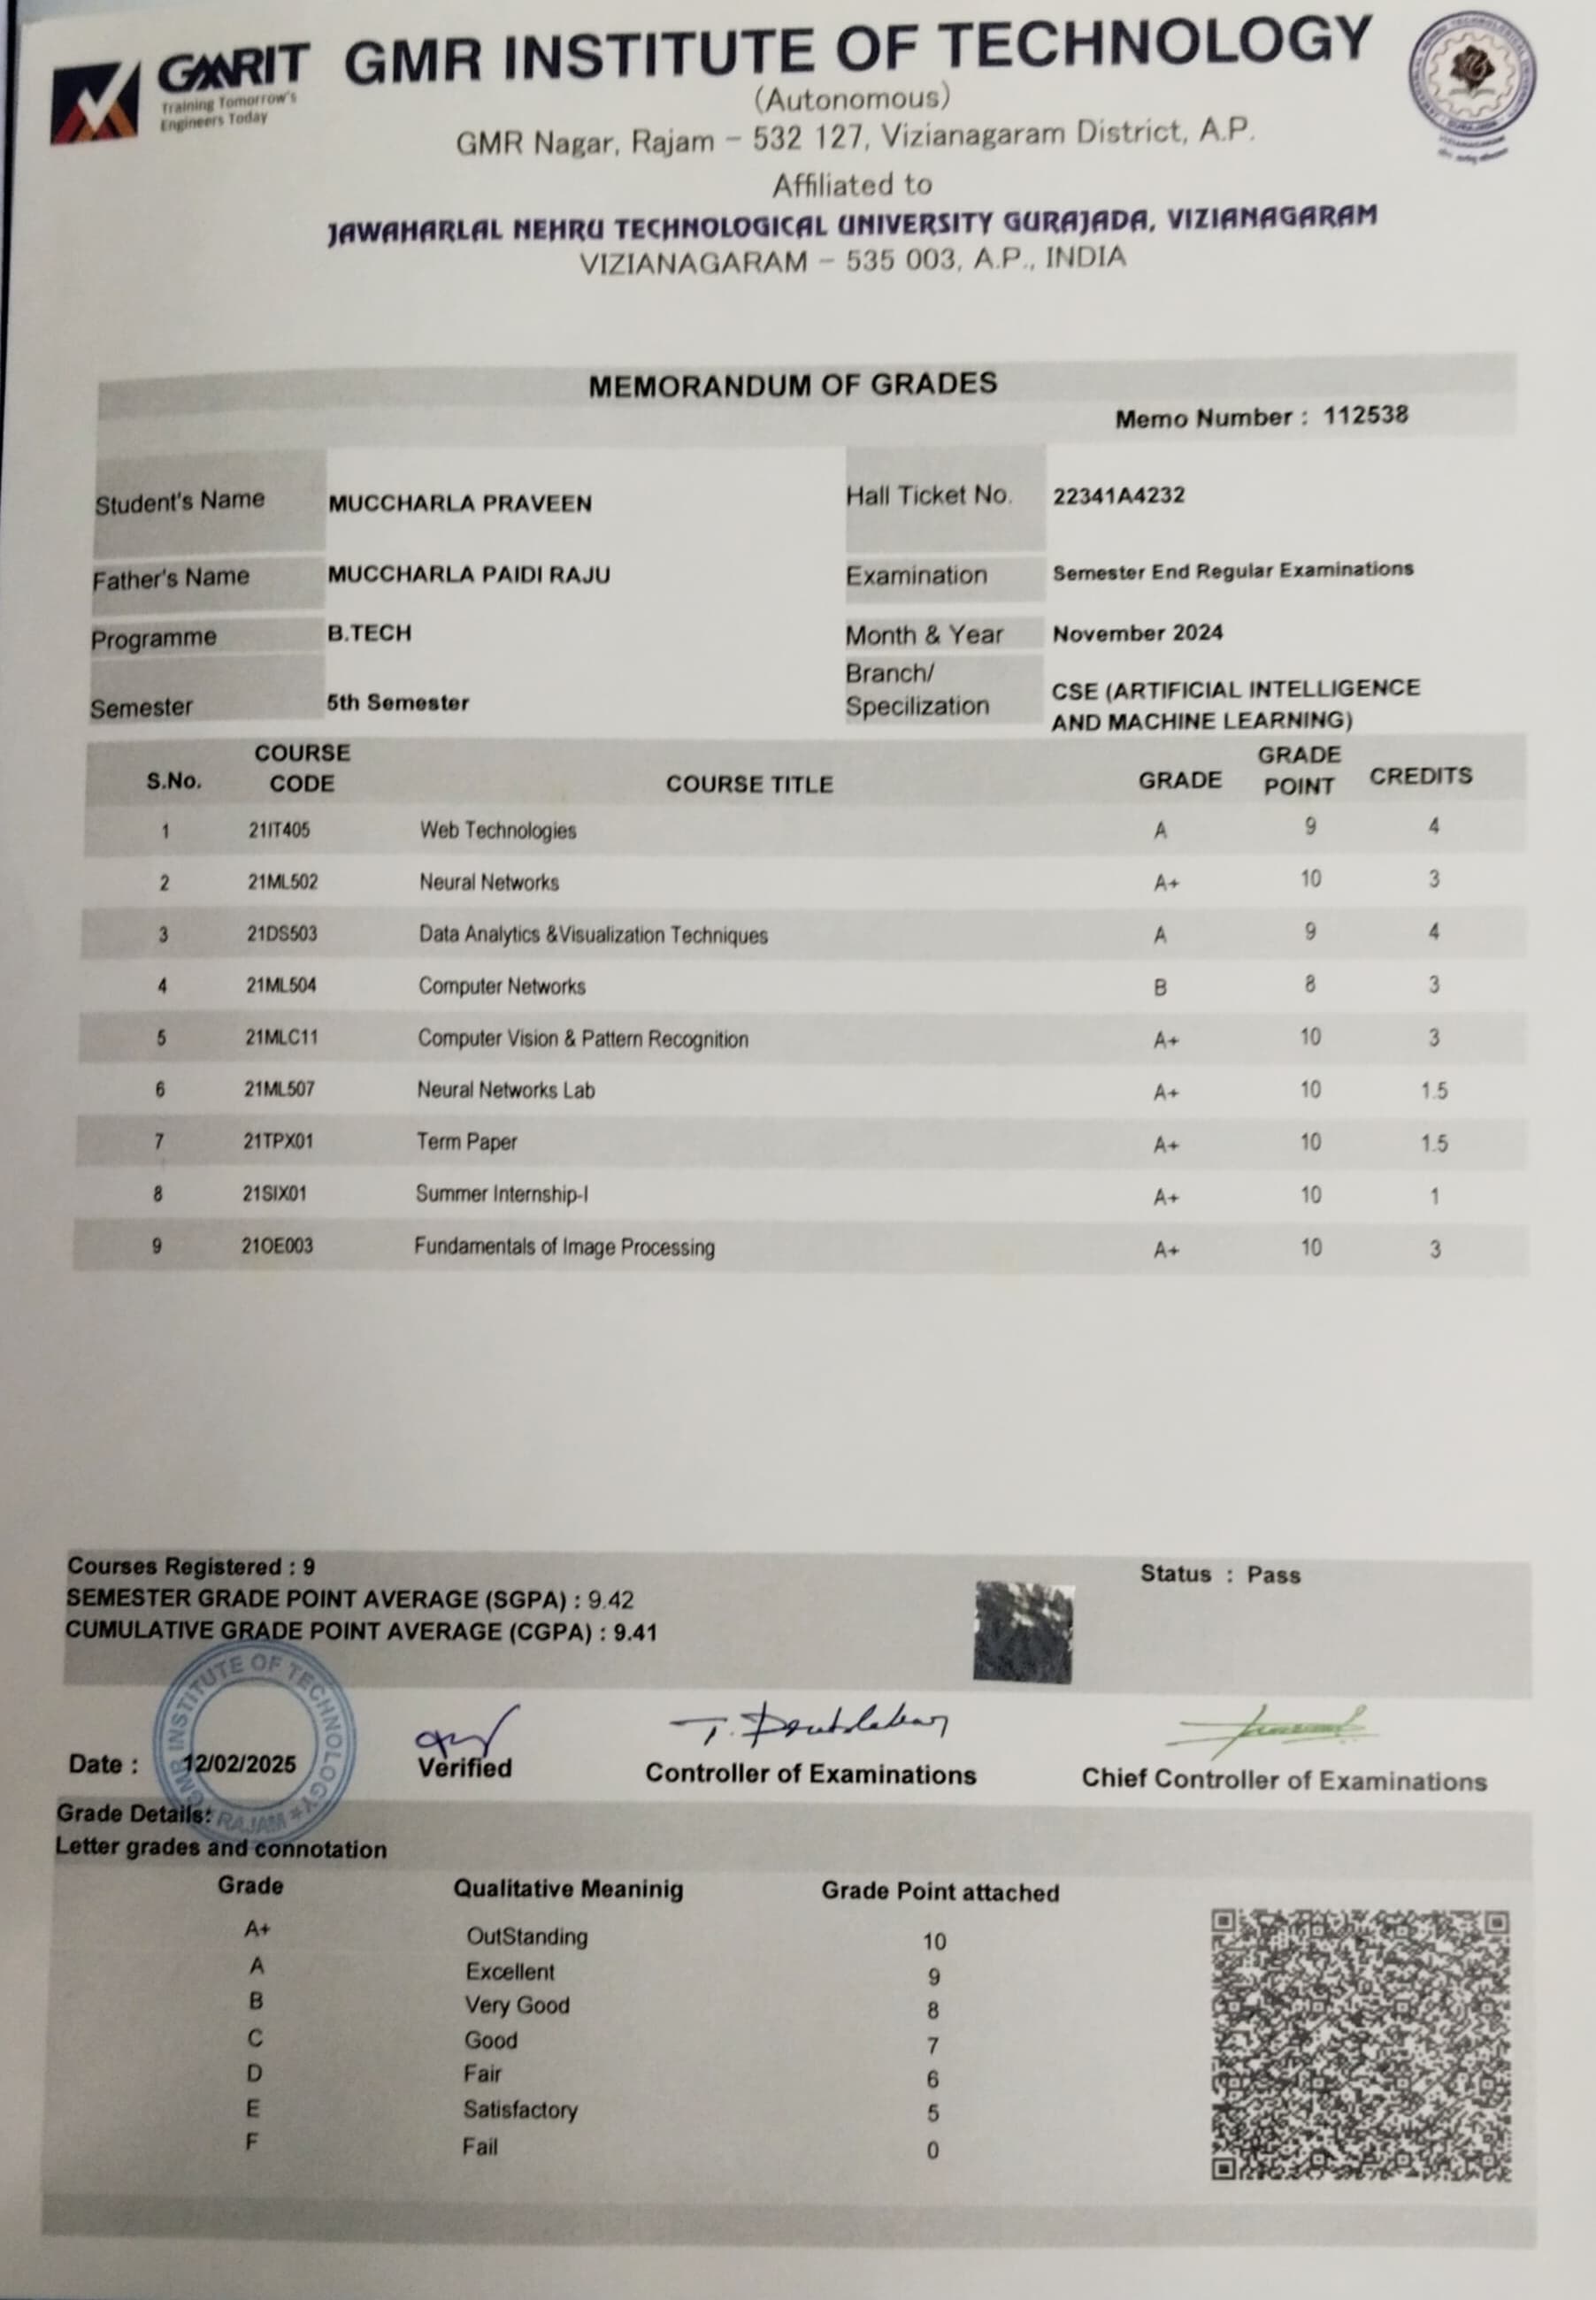 GMRIT
Training Tomorrow's
Engineers Today
GMR INSTITUTE OF TECHNOLOGY
(Autonomous)
GMR Nagar, Rajam – 532 127, Vizianagaram District, A.P.
Affiliated to
JAWAHARLAL NEHRU TECHNOLOGICAL UNIVERSITY GURAJADA, VIZIANAGARAM
VIZIANAGARAM – 535 003, A.P., INDIA
MEMORANDUM OF GRADES
Memo Number : 112538
Student's Name MUCCHARLA PRAVEEN Hall Ticket No. 22341A4232
Father's Name MUCCHARLA PAIDI RAJU Examination Semester End Regular Examinations
Programme B.TECH Month & Year November 2024
Semester 5th Semester Branch/ Specilization CSE (ARTIFICIAL INTELLIGENCE
AND MACHINE LEARNING)
S.No. COURSE CODE COURSE TITLE GRADE GRADE POINT CREDITS
1 21IT405 Web Technologies A 9 4
2 21ML502 Neural Networks A+ 10 3
3 21DS503 Data Analytics &Visualization Techniques A 9 4
4 21ML504 Computer Networks B 8 3
5 21MLC11 Computer Vision & Pattern Recognition A+ 10 3
6 21ML507 Neural Networks Lab A+ 10 1.5
7 21TPX01 Term Paper A+ 10 1.5
8 21SIX01 Summer Internship-I A+ 10 1
9 21OE003 Fundamentals of Image Processing A+ 10 3
Courses Registered : 9 Status : Pass
SEMESTER GRADE POINT AVERAGE (SGPA) : 9.42
CUMULATIVE GRADE POINT AVERAGE (CGPA) : 9.41
GMR INSTITUTE OF TECHNOLOGY * RAJAM *
Date : 12/02/2025 Verified Controller of Examinations Chief Controller of Examinations
Grade Details:
Letter grades and connotation
Grade Qualitative Meaninig Grade Point attached
A+ OutStanding 10
A Excellent 9
B Very Good 8
C Good 7
D Fair 6
E Satisfactory 5
F Fail 0